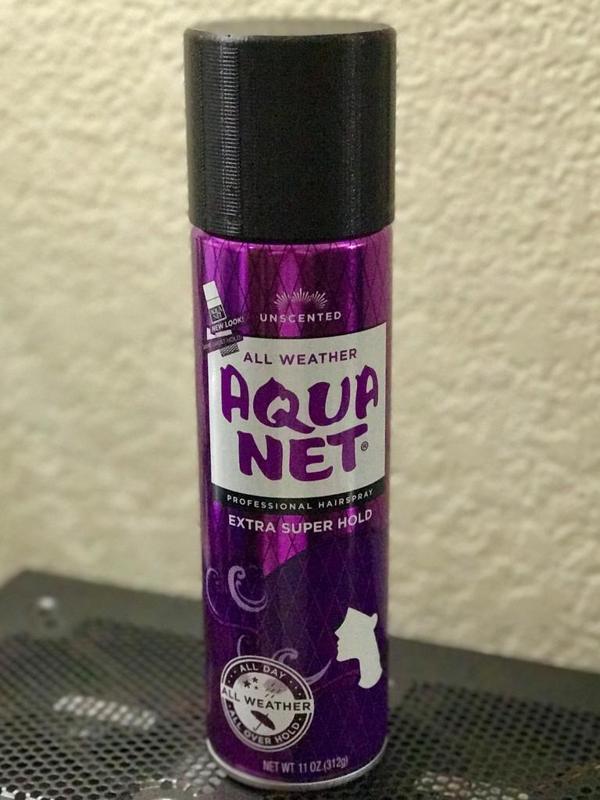 UNSCENTED
NEW LOOK!
ALL WEATHER
AQUA
NET®
PROFESSIONAL HAIRSPRAY
EXTRA SUPER HOLD
ALL DAY
ALL WEATHER
ALL OVER HOLD
NET WT 11 OZ.(312g)